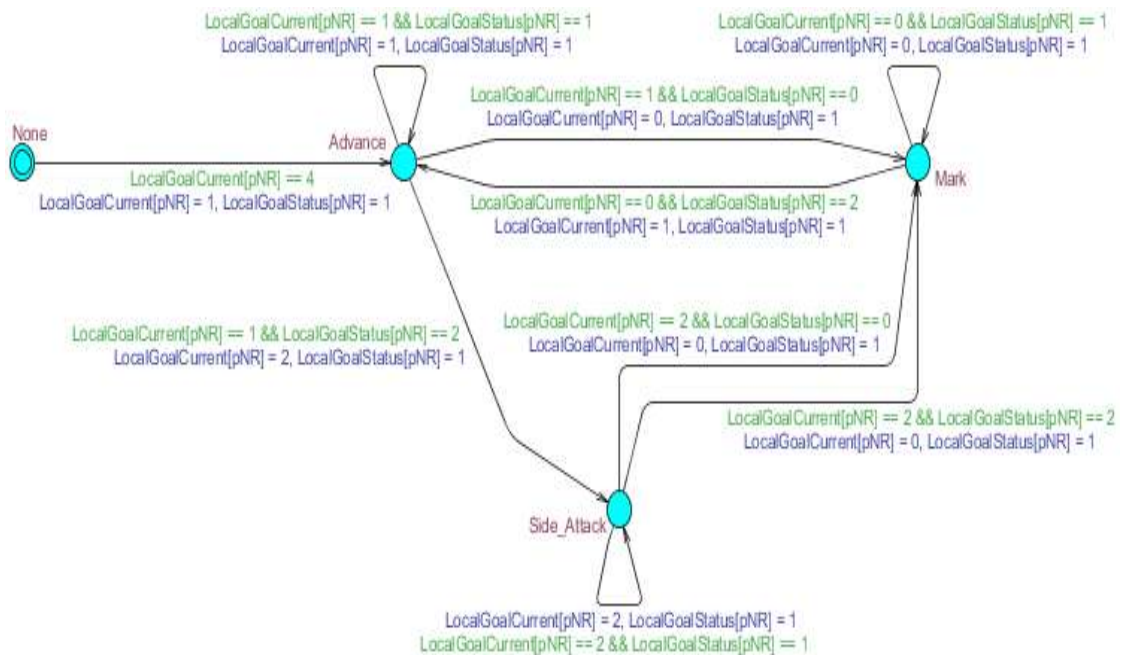 LocalGoalCurrent[pNR] == 1 && LocalGoalStatus[pNR] == 1
LocalGoalCurrent[pNR] = 1, LocalGoalStatus[pNR] = 1
LocalGoalCurrent[pNR] == 0 && LocalGoalStatus[pNR] == 1
LocalGoalCurrent[pNR] = 0, LocalGoalStatus[pNR] = 1
None
Advance
LocalGoalCurrent[pNR] == 1 && LocalGoalStatus[pNR] ==0
LocalGoalCurrent[pNR] = 0, LocalGoalStatus[pNR] = 1
Mark
LocalGoalCurrent[pNR] == 4
LocalGoalCurrent[pNR] = 1, LocalGoalStatus[pNR] = 1
LocalGoalCurrent[pNR] == 0 && LocalGoalStatus[pNR] == 2
LocalGoalCurrent[pNR] = 1, LocalGoalStatus[pNR] = 1
LocalGoalCurrent[pNR] == 1 && LocalGoalStatus[pNR] ==2
LocalGoalCurrent[pNR] = 2, LocalGoalStatus[pNR] = 1
LocalGoalCurrent[pNR] == 2 && LocalGoalStatus[pNR] ==0
LocalGoalCurrent[pNR] = 0, LocalGoalStatus[pNR] = 1
LocalGoalCurrent[pNR] == 2 && LocalGoalStatus[pNR] == 2
LocalGoalCurrent[pNR] = 0, LocalGoalStatus[pNR] = 1
Side_Attack
LocalGoalCurrent[pNR] = 2, LocalGoalStatus[pNR] = 1
LocalGoalCurrent[pNR] ==2 && LocalGoalStatus[pNR] == 1